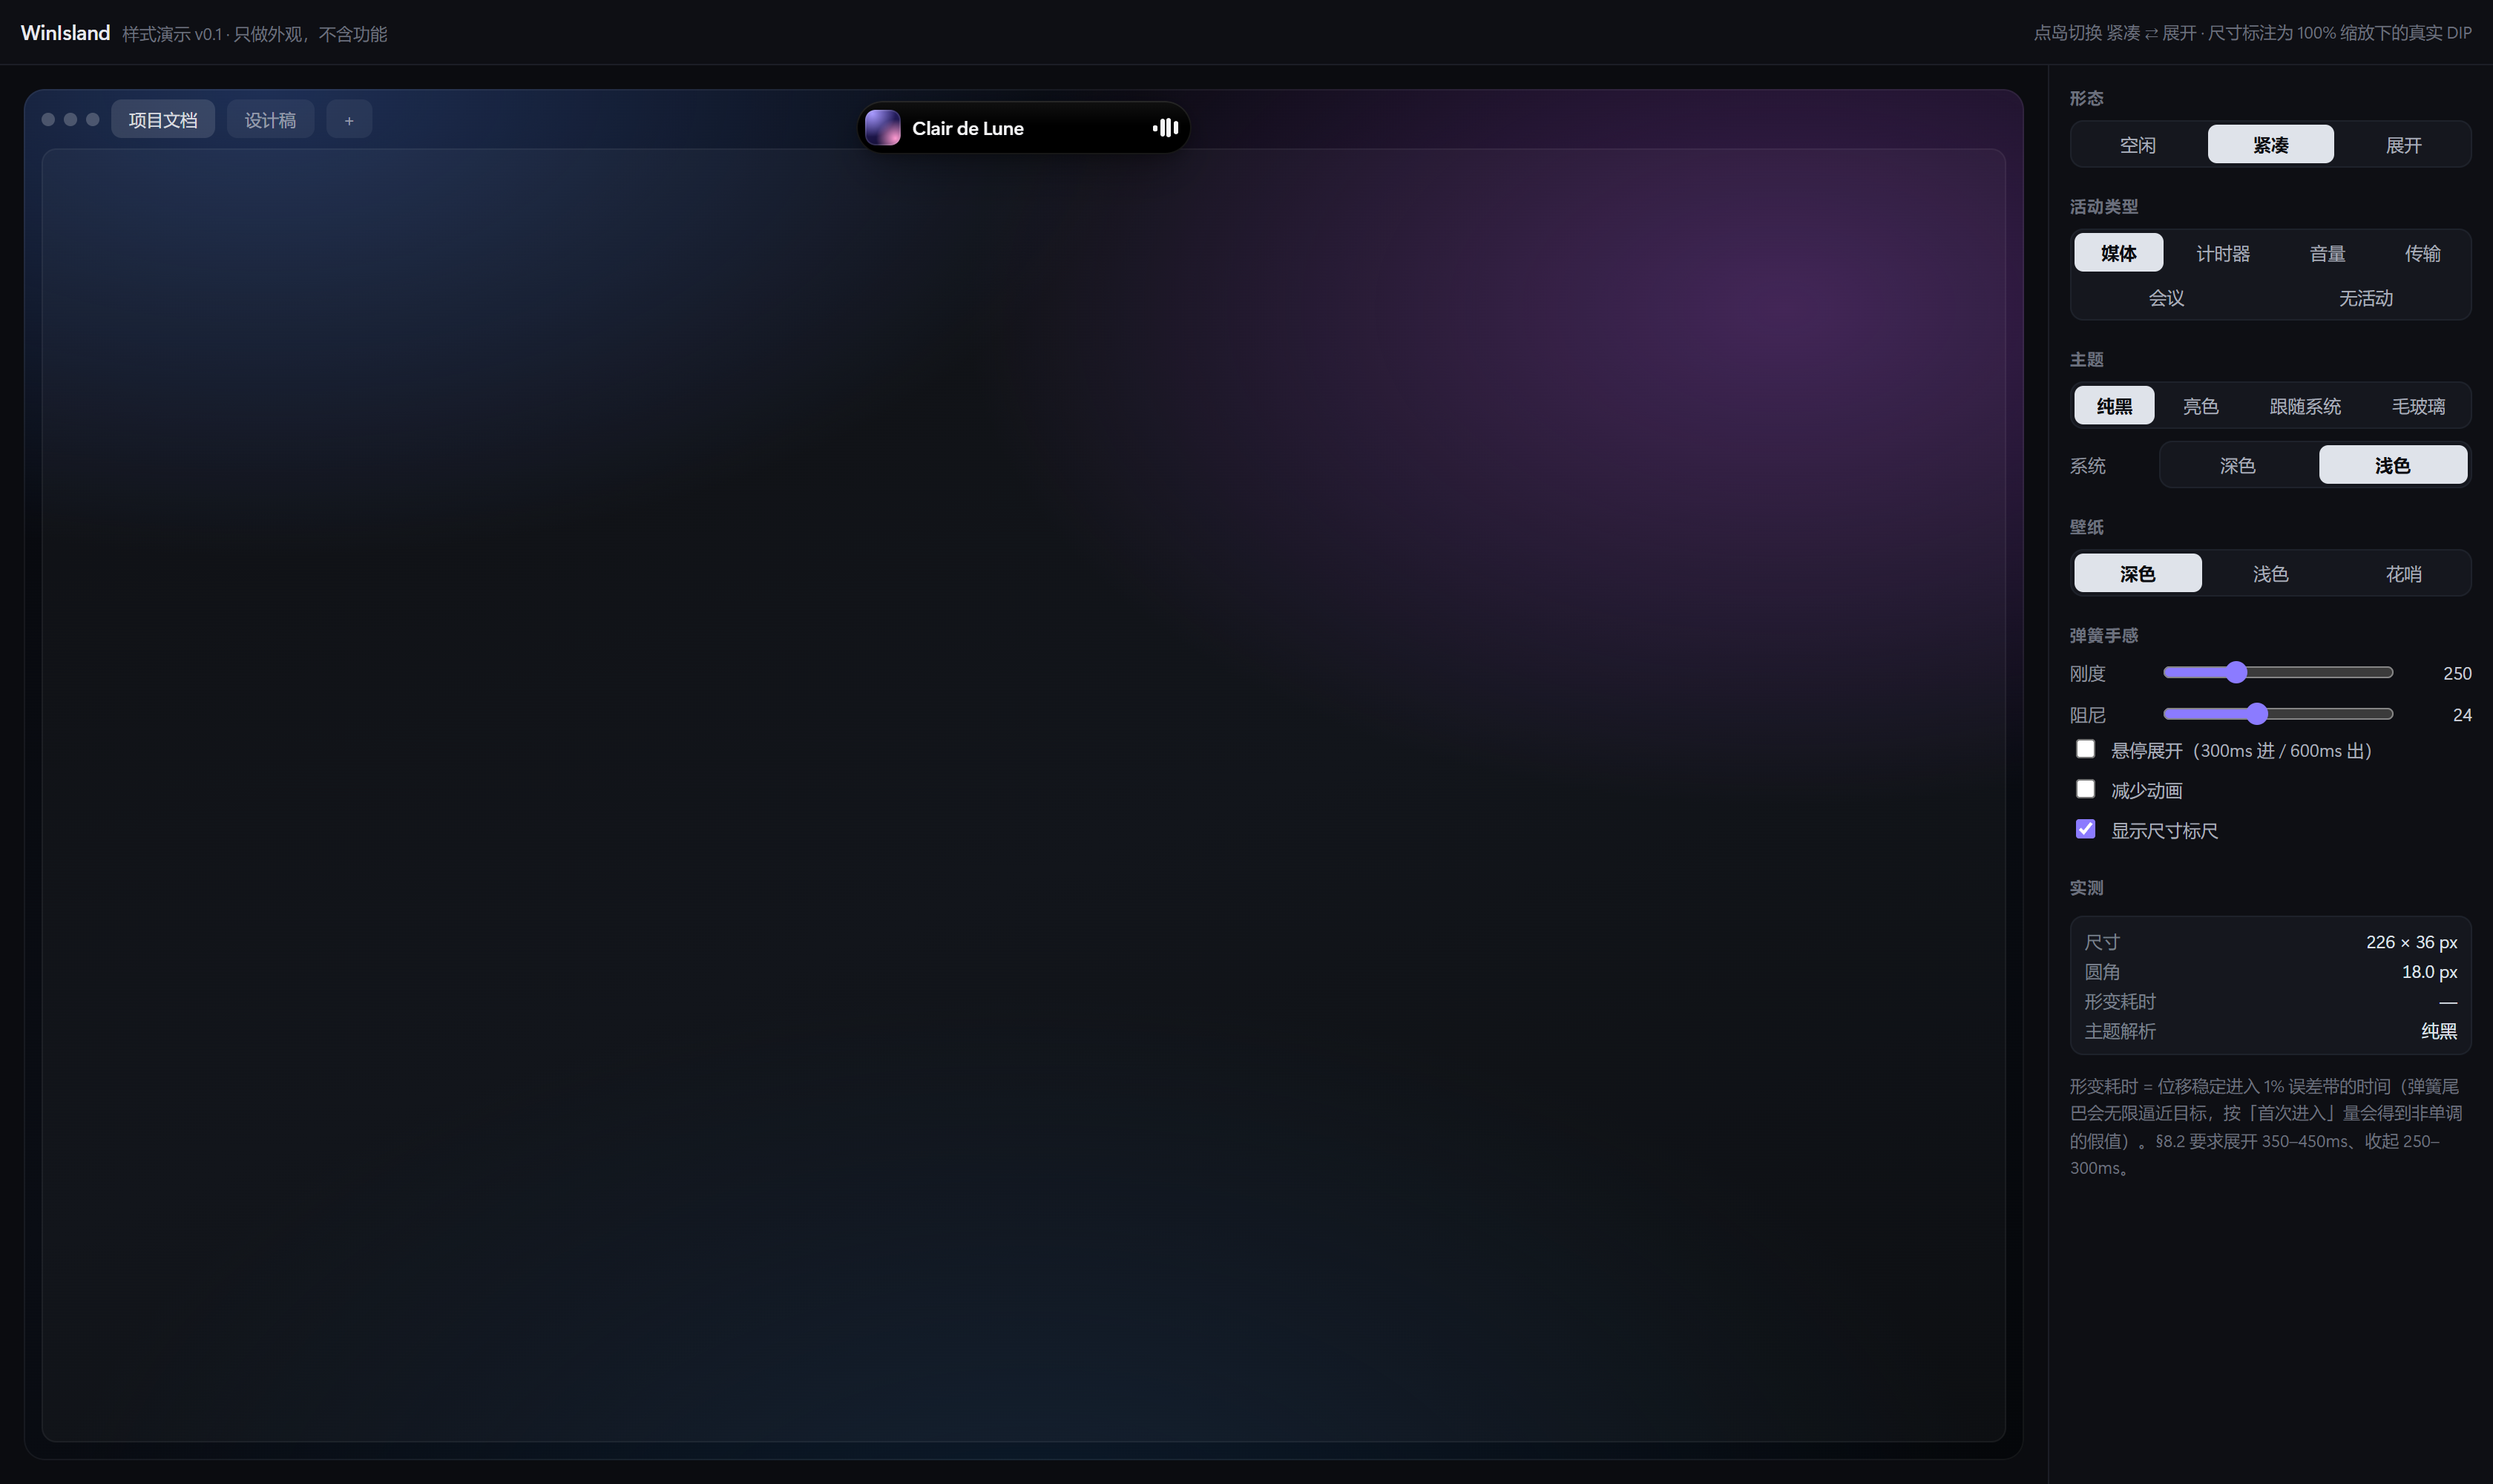 WinIsland 样式演示 v0.1 · 只做外观，不含功能
点岛切换 紧凑 ⇄ 展开 · 尺寸标注为 100% 缩放下的真实 DIP
项目文档 设计稿 +
Clair de Lune
形态
空闲 紧凑 展开
活动类型
媒体 计时器 音量 传输
会议 无活动
主题
纯黑 亮色 跟随系统 毛玻璃
系统 深色 浅色
壁纸
深色 浅色 花哨
弹簧手感
刚度 250
阻尼 24
悬停展开（300ms 进 / 600ms 出）
减少动画
显示尺寸标尺
实测
尺寸 226 × 36 px
圆角 18.0 px
形变耗时 —
主题解析 纯黑
形变耗时 = 位移稳定进入 1% 误差带的时间（弹簧尾
巴会无限逼近目标，按「首次进入」量会得到非单调
的假值）。§8.2 要求展开 350–450ms、收起 250–
300ms。